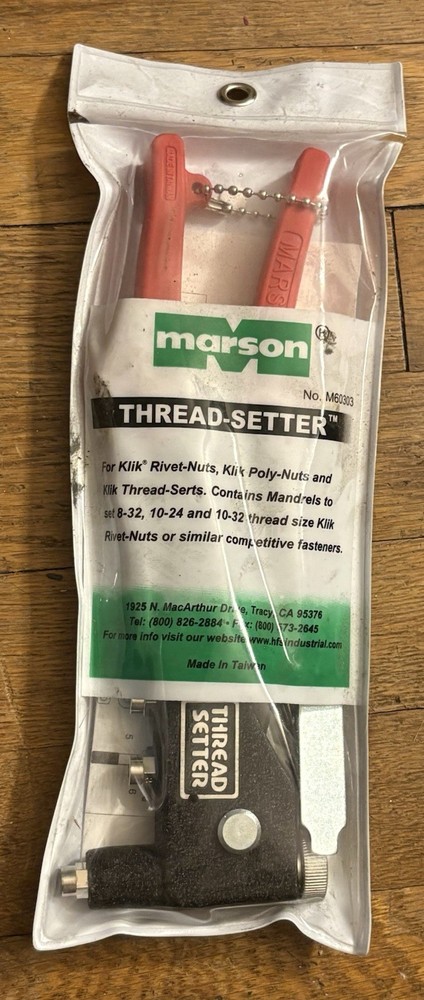 MARS
marson
No. M60303
THREAD-SETTER™
For Klik® Rivet-Nuts, Klik Poly-Nuts and
Klik Thread-Serts. Contains Mandrels to
set 8-32, 10-24 and 10-32 thread size Klik
Rivet-Nuts or similar competitive fasteners.
1925 N. MacArthur Drive, Tracy, CA 95376
Tel: (800) 826-2884 • Fax: (800) 573-2645
For more info visit our website www.hfsindustrial.com
Made In Taiwan
THREAD
SETTER